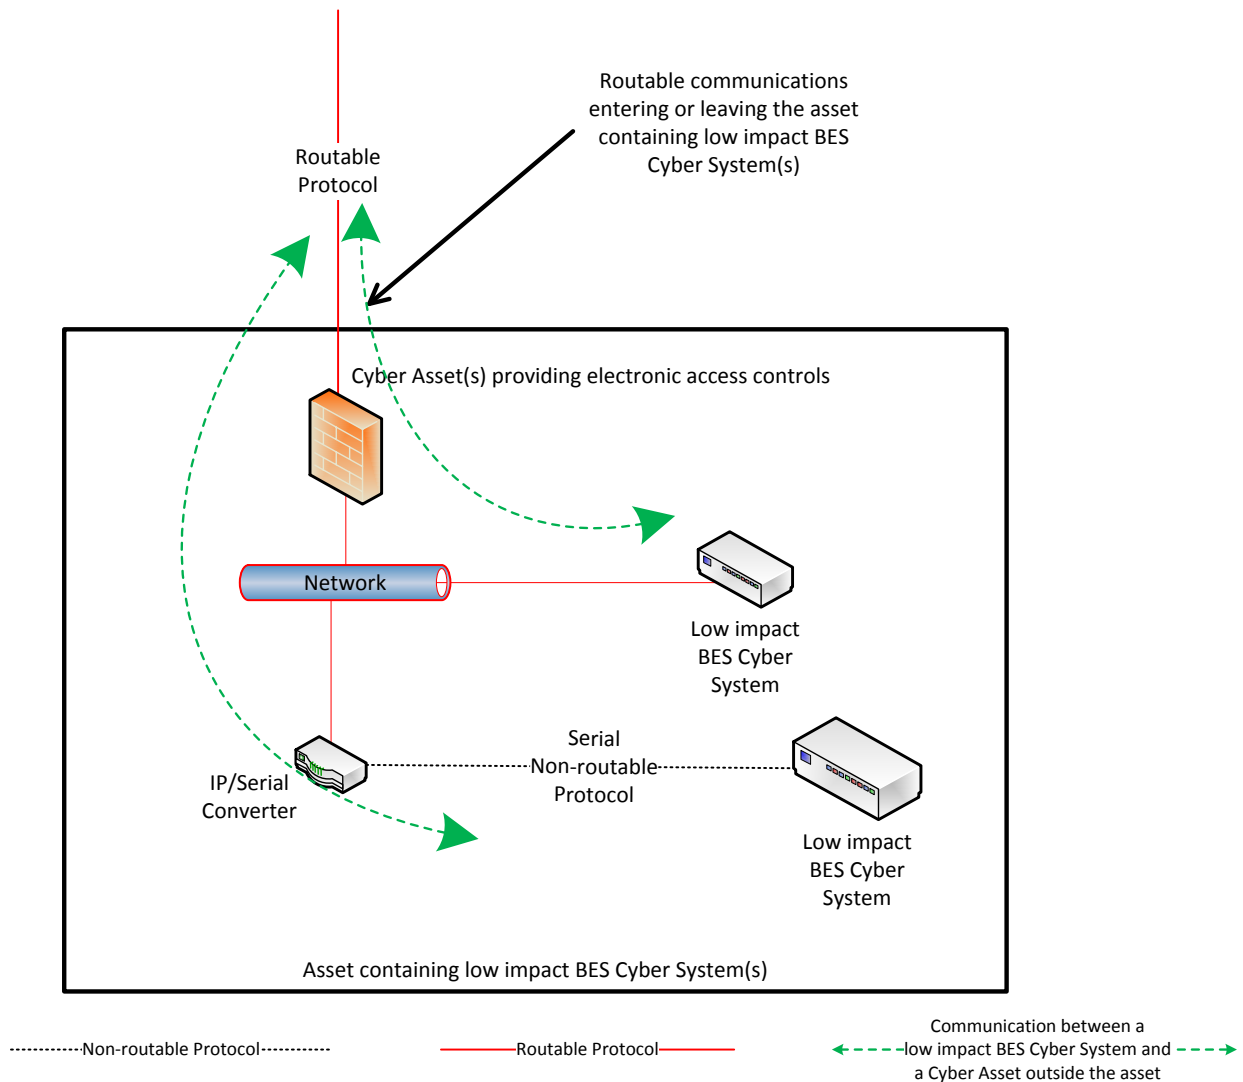 Routable communications
entering or leaving the asset
containing low impact BES
Cyber System(s)
Routable
Protocol
Cyber Asset(s) providing electronic access controls
Network
Low impact
BES Cyber
System
Serial
Non-routable
Protocol
IP/Serial
Converter
Low impact
BES Cyber
System
Asset containing low impact BES Cyber System(s)
Non-routable Protocol
Routable Protocol
Communication between a
low impact BES Cyber System and
a Cyber Asset outside the asset